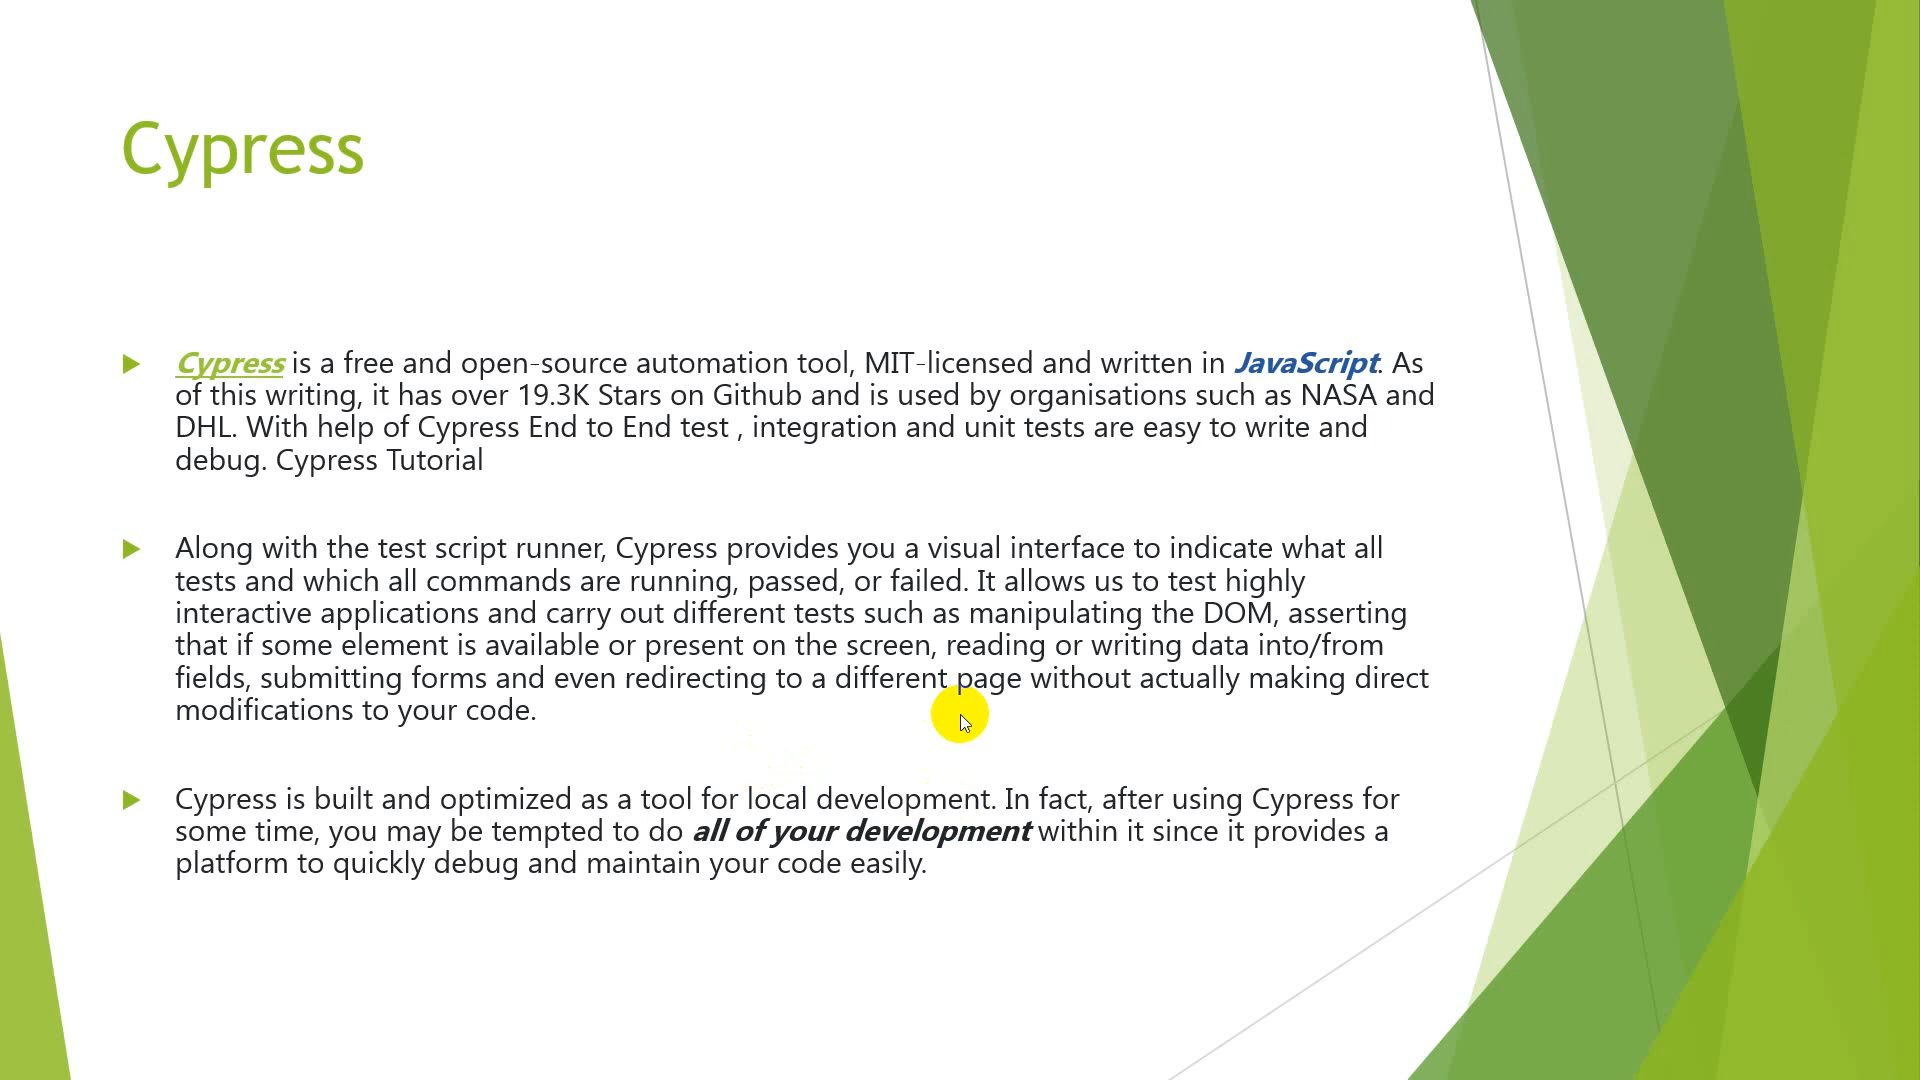 Cypress
Cypress is a free and open-source automation tool, MIT-licensed and written in JavaScript. As
of this writing, it has over 19.3K Stars on Github and is used by organisations such as NASA and
DHL. With help of Cypress End to End test , integration and unit tests are easy to write and
debug. Cypress Tutorial
Along with the test script runner, Cypress provides you a visual interface to indicate what all
tests and which all commands are running, passed, or failed. It allows us to test highly
interactive applications and carry out different tests such as manipulating the DOM, asserting
that if some element is available or present on the screen, reading or writing data into/from
fields, submitting forms and even redirecting to a different page without actually making direct
modifications to your code.
Cypress is built and optimized as a tool for local development. In fact, after using Cypress for
some time, you may be tempted to do all of your development within it since it provides a
platform to quickly debug and maintain your code easily.